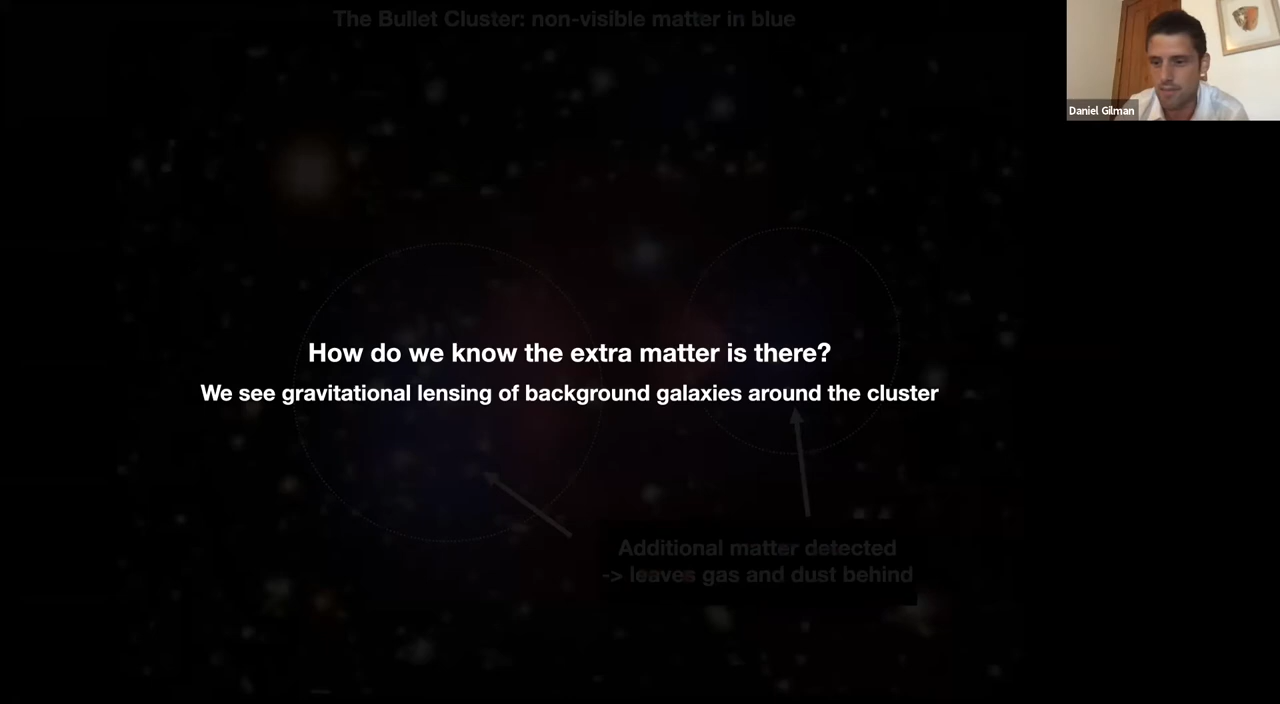 The Bullet Cluster: non-visible matter in blue
Daniel Gilman
How do we know the extra matter is there?
We see gravitational lensing of background galaxies around the cluster
Additional matter detected
-> leaves gas and dust behind